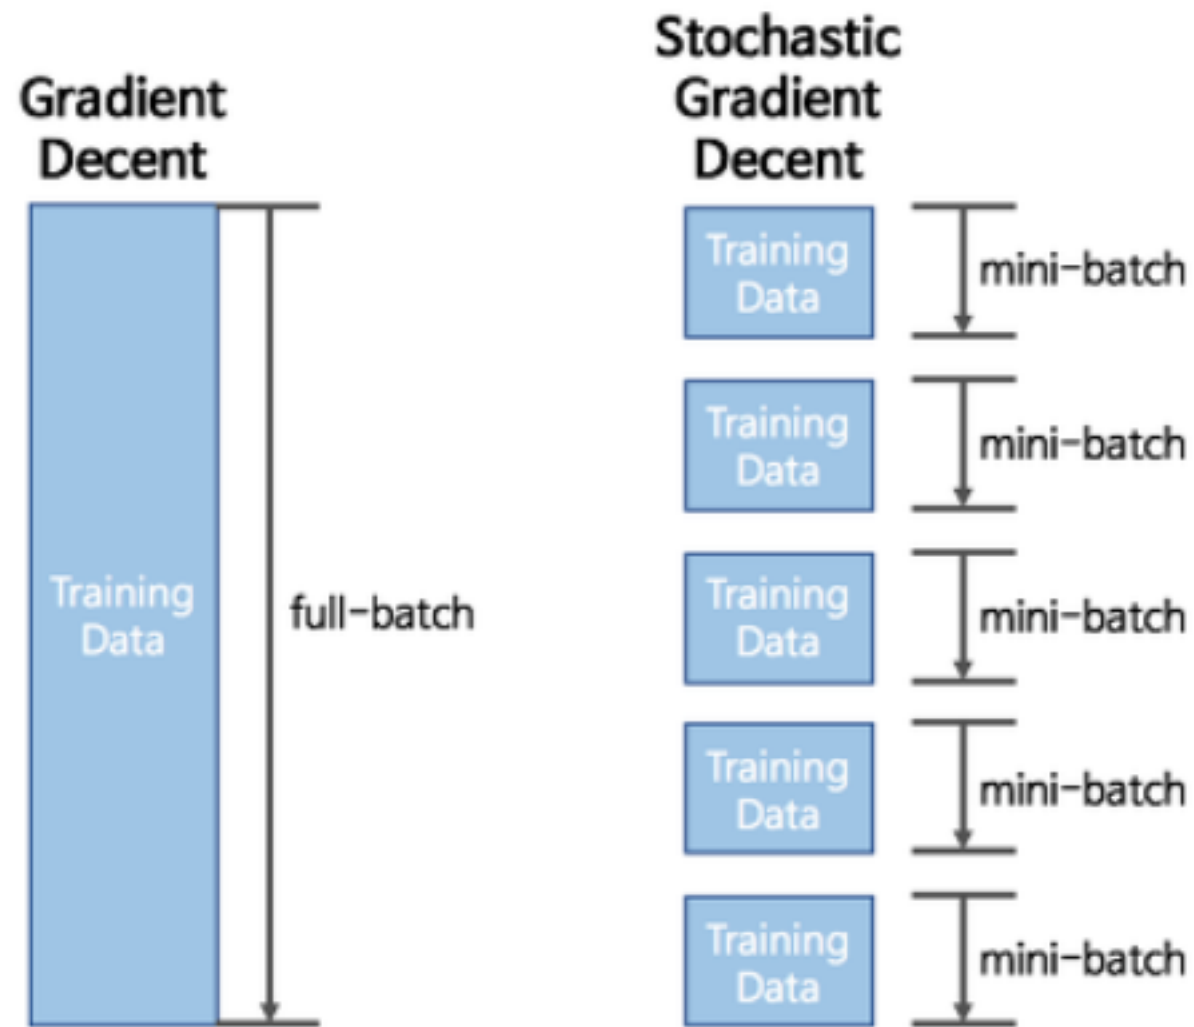 Gradient
Decent
Training
Data
full-batch
Stochastic
Gradient
Decent
Training
Data
mini-batch
Training
Data
mini-batch
Training
Data
mini-batch
Training
Data
mini-batch
Training
Data
mini-batch